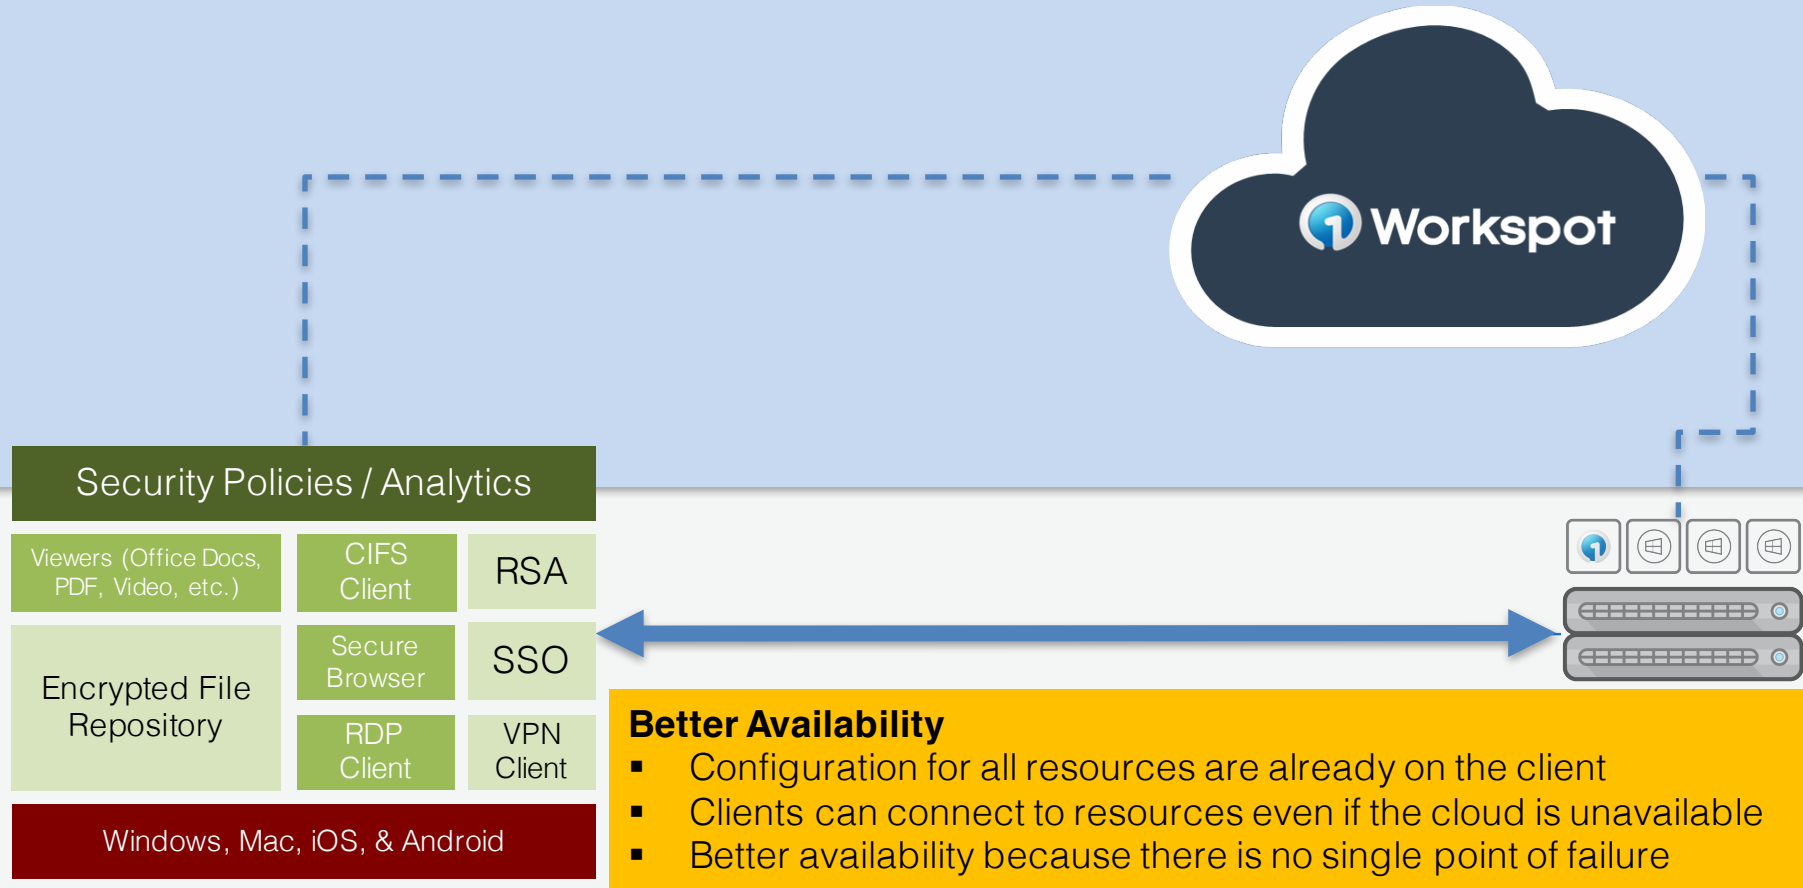 Workspot
Security Policies / Analytics
Viewers (Office Docs,
PDF, Video, etc.)
CIFS
Client
RSA
Encrypted File
Repository
Secure
Browser
SSO
RDP
Client
VPN
Client
Windows, Mac, iOS, & Android
Better Availability
▪ Configuration for all resources are already on the client
▪ Clients can connect to resources even if the cloud is unavailable
▪ Better availability because there is no single point of failure